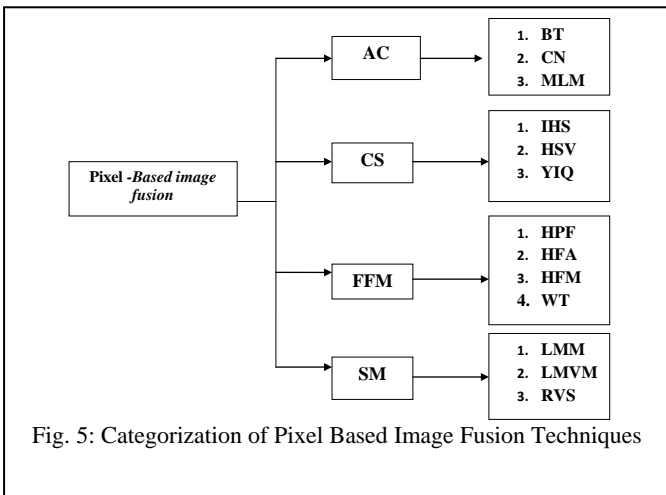 Pixel -Based image
fusion
AC
1. BT
2. CN
3. MLM
CS
1. IHS
2. HSV
3. YIQ
FFM
1. HPF
2. HFA
3. HFM
4. WT
SM
1. LMM
2. LMVM
3. RVS
Fig. 5: Categorization of Pixel Based Image Fusion Techniques